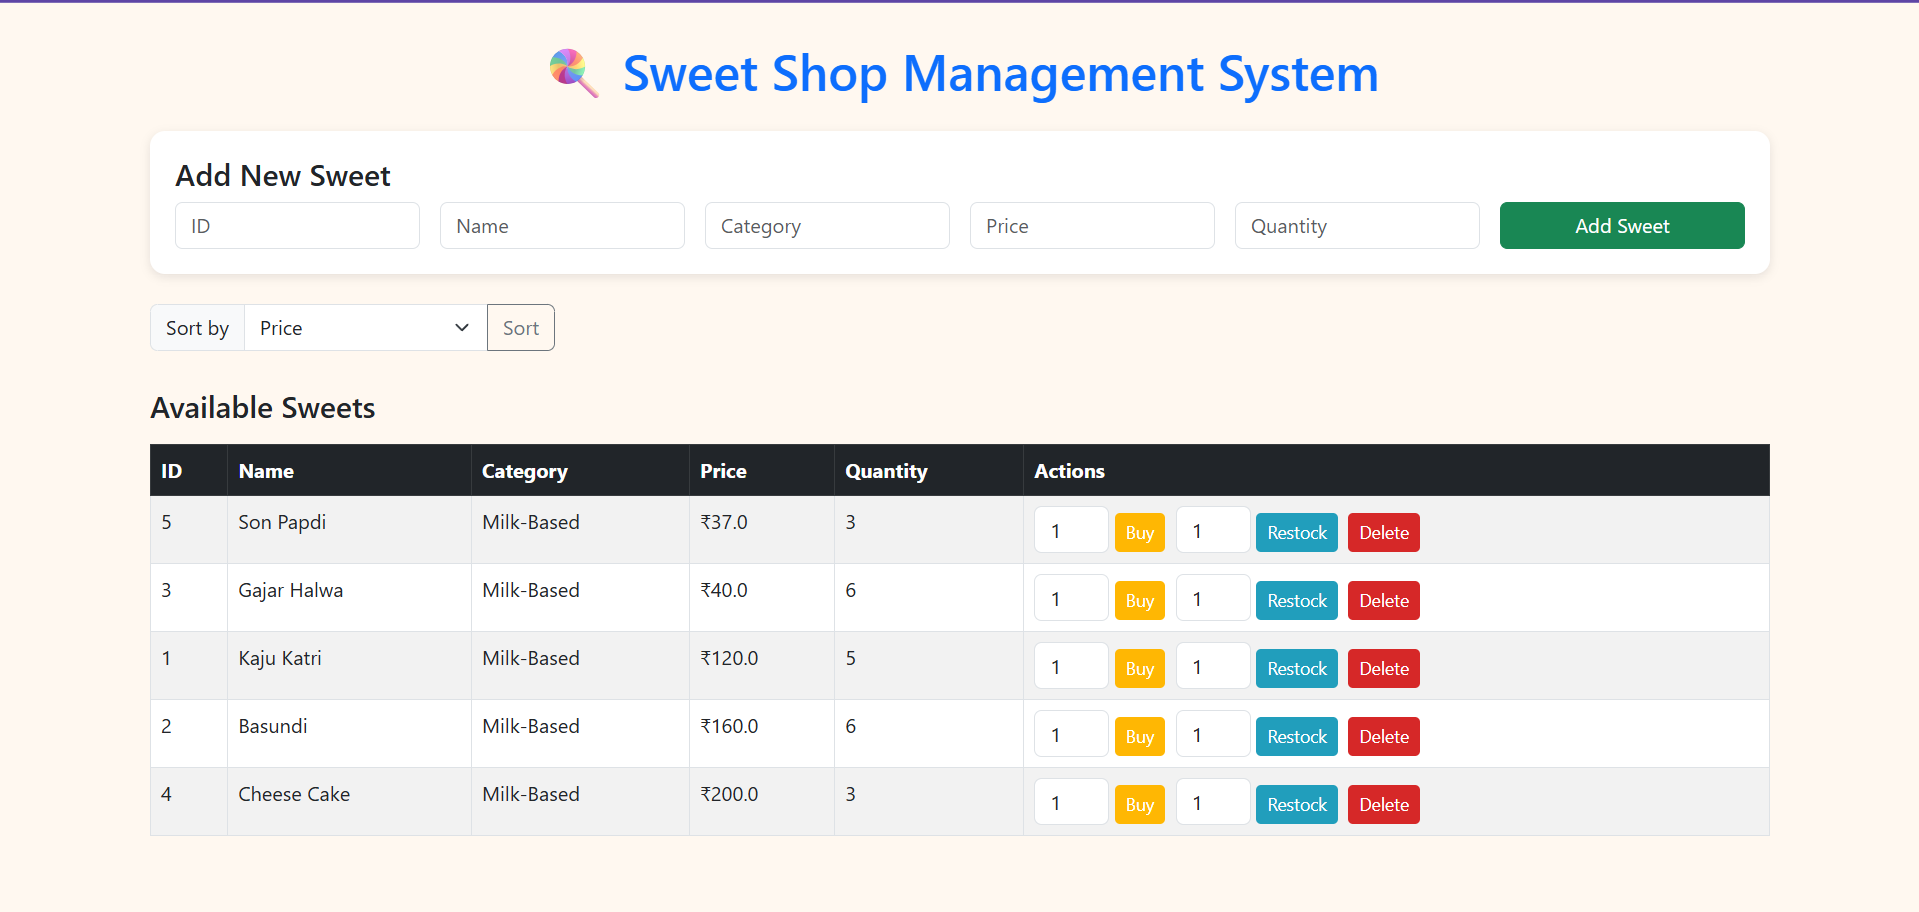 Sweet Shop Management System
Add New Sweet
ID Name Category Price Quantity Add Sweet
Sort by Price Sort
Available Sweets
ID Name Category Price Quantity Actions
5 Son Papdi Milk-Based ₹37.0 3 1 Buy 1 Restock Delete
3 Gajar Halwa Milk-Based ₹40.0 6 1 Buy 1 Restock Delete
1 Kaju Katri Milk-Based ₹120.0 5 1 Buy 1 Restock Delete
2 Basundi Milk-Based ₹160.0 6 1 Buy 1 Restock Delete
4 Cheese Cake Milk-Based ₹200.0 3 1 Buy 1 Restock Delete